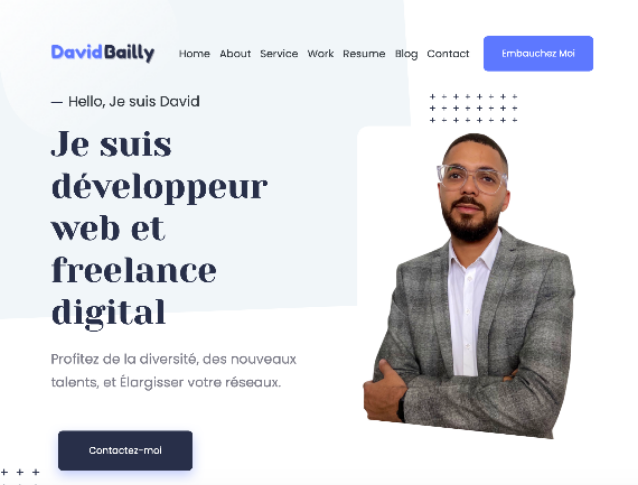 DavidBailly
Home About Service Work Resume Blog Contact Embauchez Moi
— Hello, Je suis David
Je suis
développeur
web et
freelance
digital
Profitez de la diversité, des nouveaux
talents, et Élargisser votre réseaux.
Contactez-moi